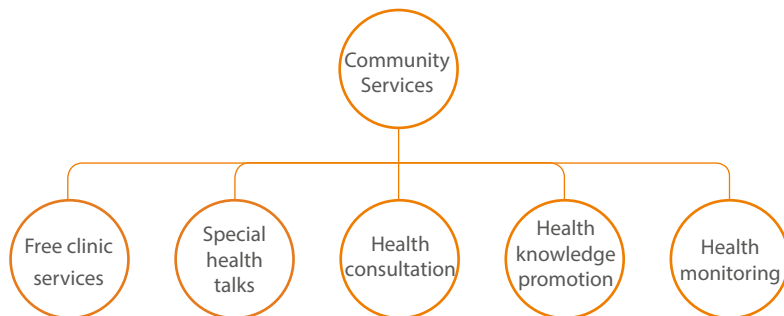 Community
Services
Free clinic
services
Special
health
talks
Health
consultation
Health
knowledge
promotion
Health
monitoring